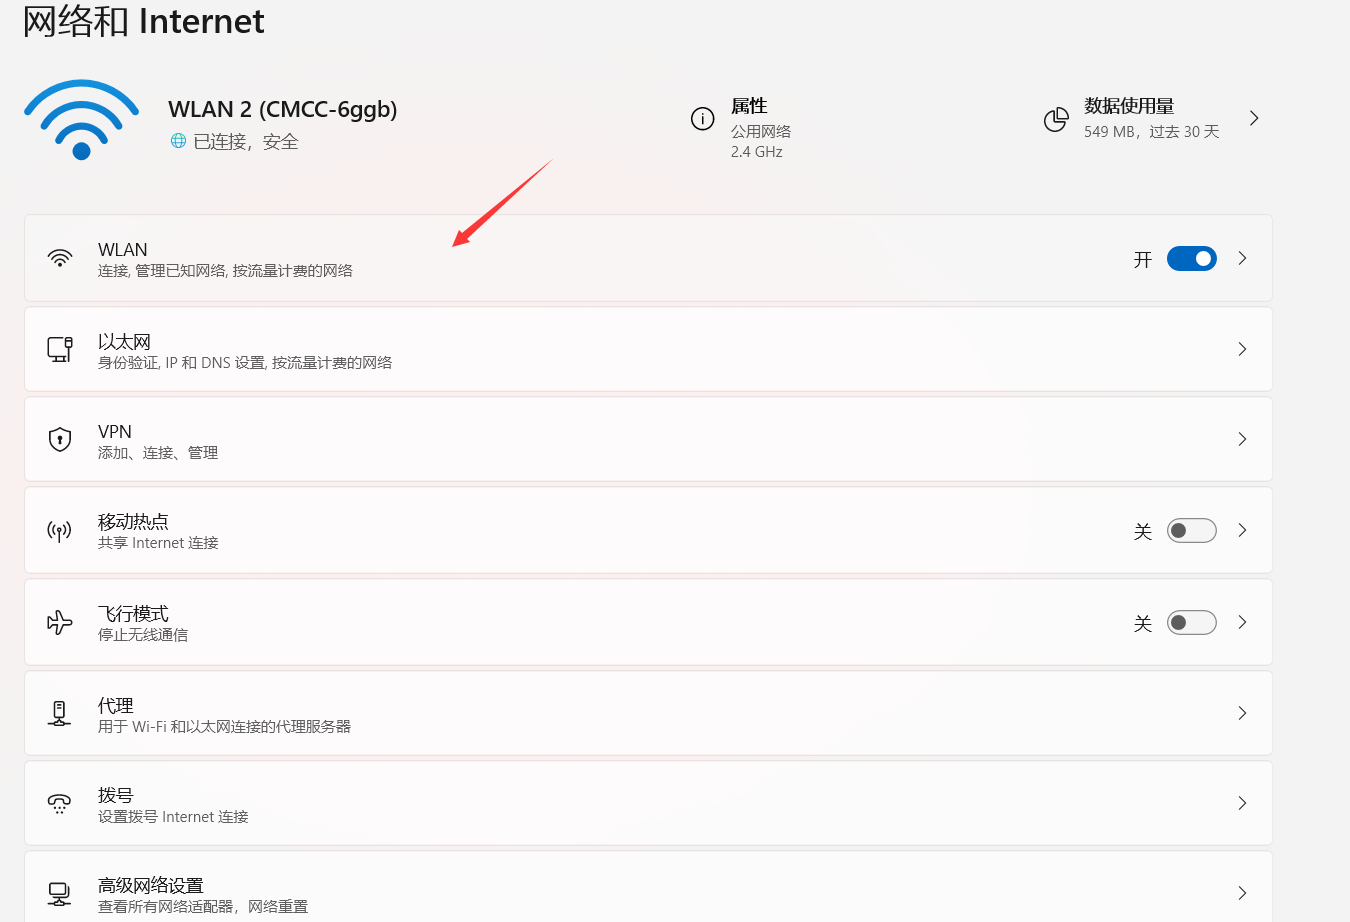 网络和 Internet
WLAN 2 (CMCC-6ggb)
已连接，安全
属性
公用网络
2.4 GHz
数据使用量
549 MB，过去 30 天
WLAN
连接, 管理已知网络, 按流量计费的网络
开
以太网
身份验证, IP 和 DNS 设置, 按流量计费的网络
VPN
添加、连接、管理
移动热点
共享 Internet 连接
关
飞行模式
停止无线通信
关
代理
用于 Wi-Fi 和以太网连接的代理服务器
拨号
设置拨号 Internet 连接
高级网络设置
查看所有网络适配器，网络重置